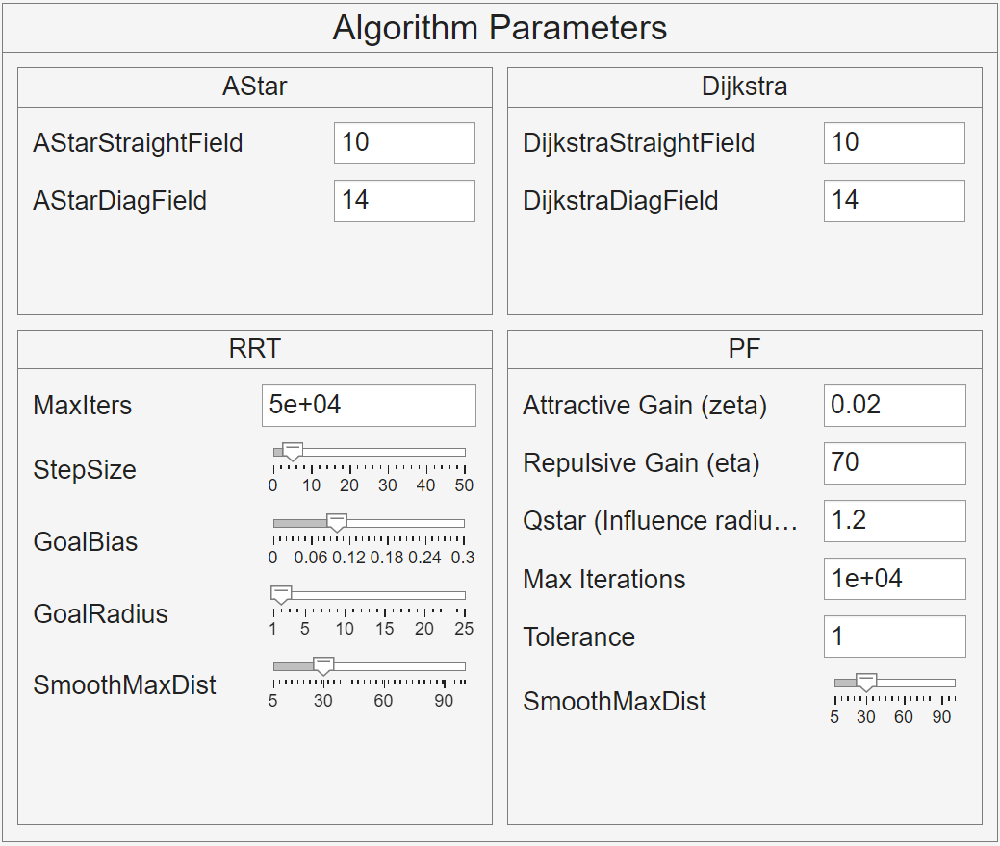 Algorithm Parameters
AStar
AStarStraightField 10
AStarDiagField 14
Dijkstra
DijkstraStraightField 10
DijkstraDiagField 14
RRT
MaxIters 5e+04
StepSize
0 10 20 30 40 50
GoalBias
0 0.06 0.12 0.18 0.24 0.3
GoalRadius
1 5 10 15 20 25
SmoothMaxDist
5 30 60 90
PF
Attractive Gain (zeta) 0.02
Repulsive Gain (eta) 70
Qstar (Influence radiu... 1.2
Max Iterations 1e+04
Tolerance 1
SmoothMaxDist
5 30 60 90